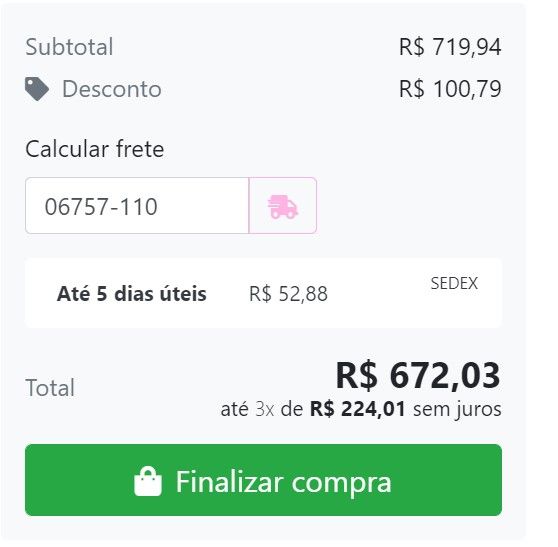 Subtotal R$ 719,94
Desconto R$ 100,79
Calcular frete
06757-110
Até 5 dias úteis R$ 52,88 SEDEX
Total R$ 672,03
até 3x de R$ 224,01 sem juros
Finalizar compra